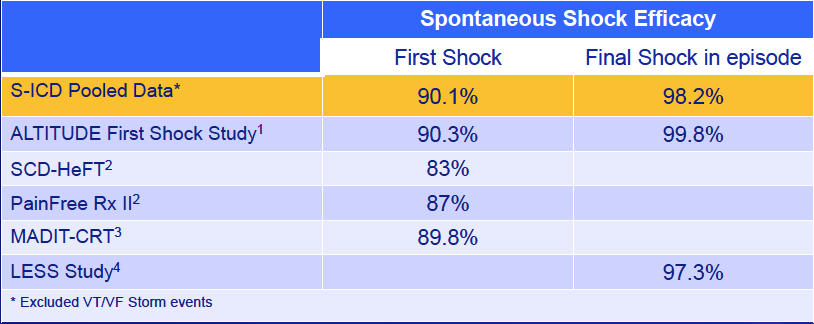 Spontaneous Shock Efficacy
First Shock Final Shock in episode
S-ICD Pooled Data* 90.1% 98.2%
ALTITUDE First Shock Study1 90.3% 99.8%
SCD-HeFT2 83%
PainFree Rx II2 87%
MADIT-CRT3 89.8%
LESS Study4 97.3%
* Excluded VT/VF Storm events